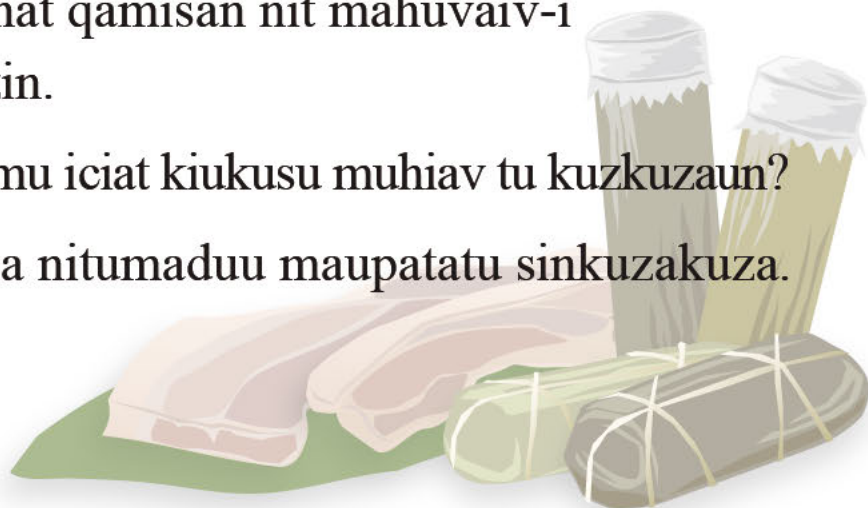 hat qamisan nit mahuvaiv-i
in.
mu iciat kiukusu muhiav tu kuzkuzaun?
a nitumaduu maupatatu sinkuzakuza.